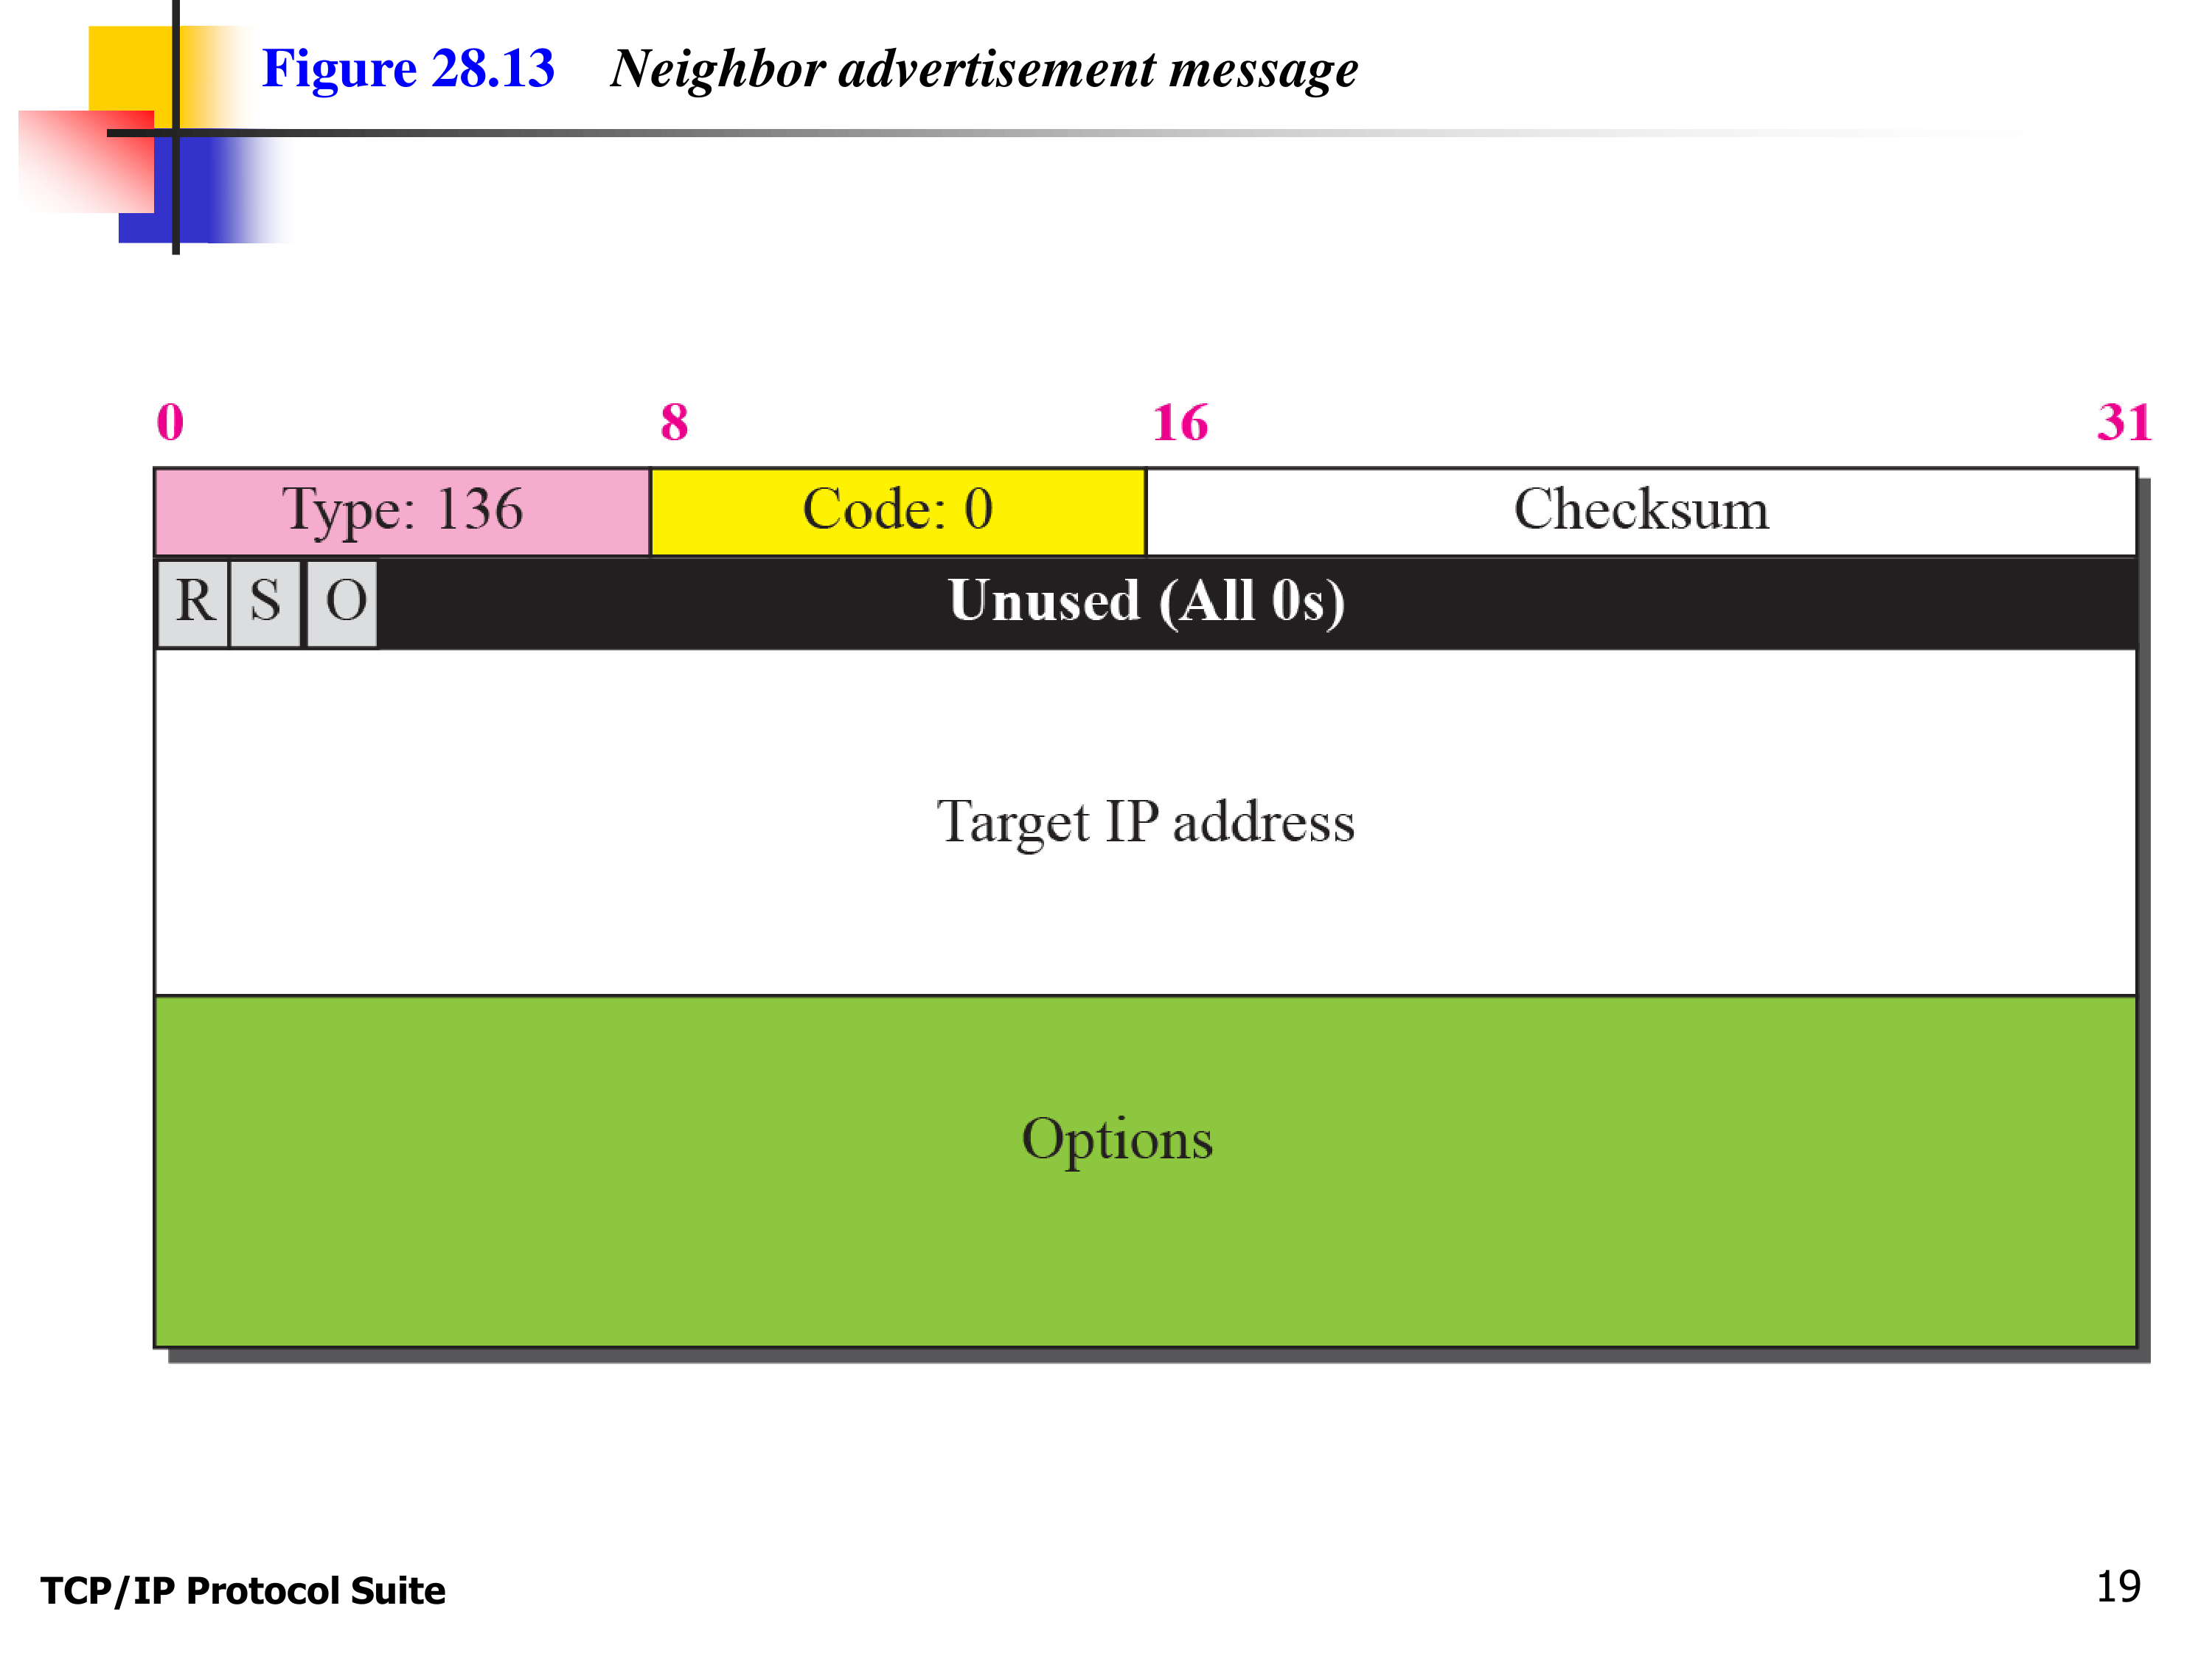 Figure 28.13 Neighbor advertisement message
0 8 16 31
Type: 136 Code: 0 Checksum
R S O Unused (All 0s)
Target IP address
Options
TCP/IP Protocol Suite 19